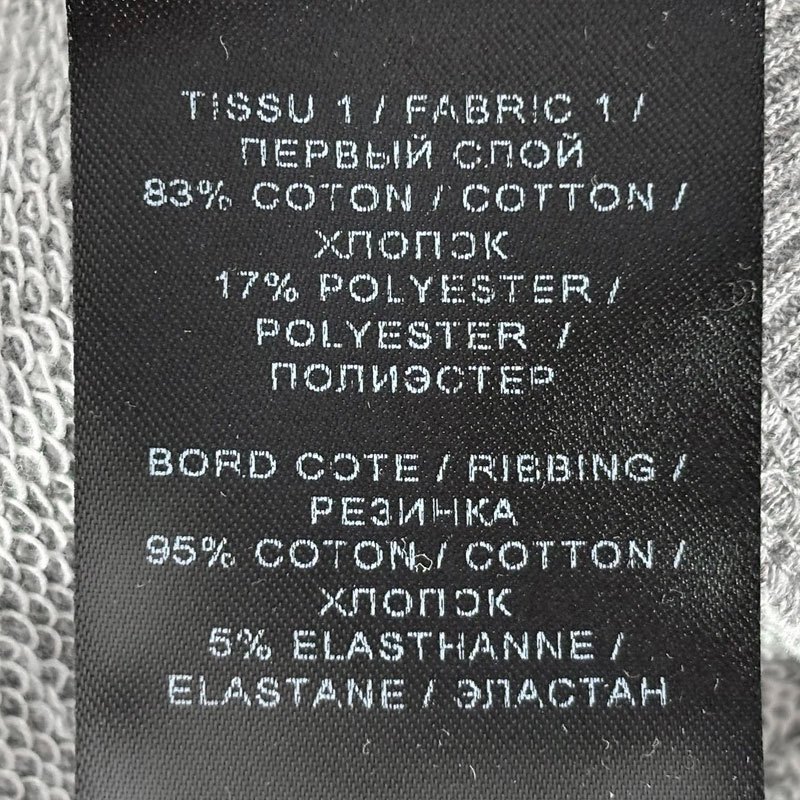 TISSU 1 / FABRIC 1 /
ПЕРВЫЙ СЛОЙ
83% COTON / COTTON /
ХЛОПОК
17% POLYESTER /
POLYESTER /
ПОЛИЭСТЕР
BORD COTE / RIBBING /
РЕЗИНКА
95% COTON / COTTON /
ХЛОПОК
5% ELASTHANNE /
ELASTANE / ЭЛАСТАН